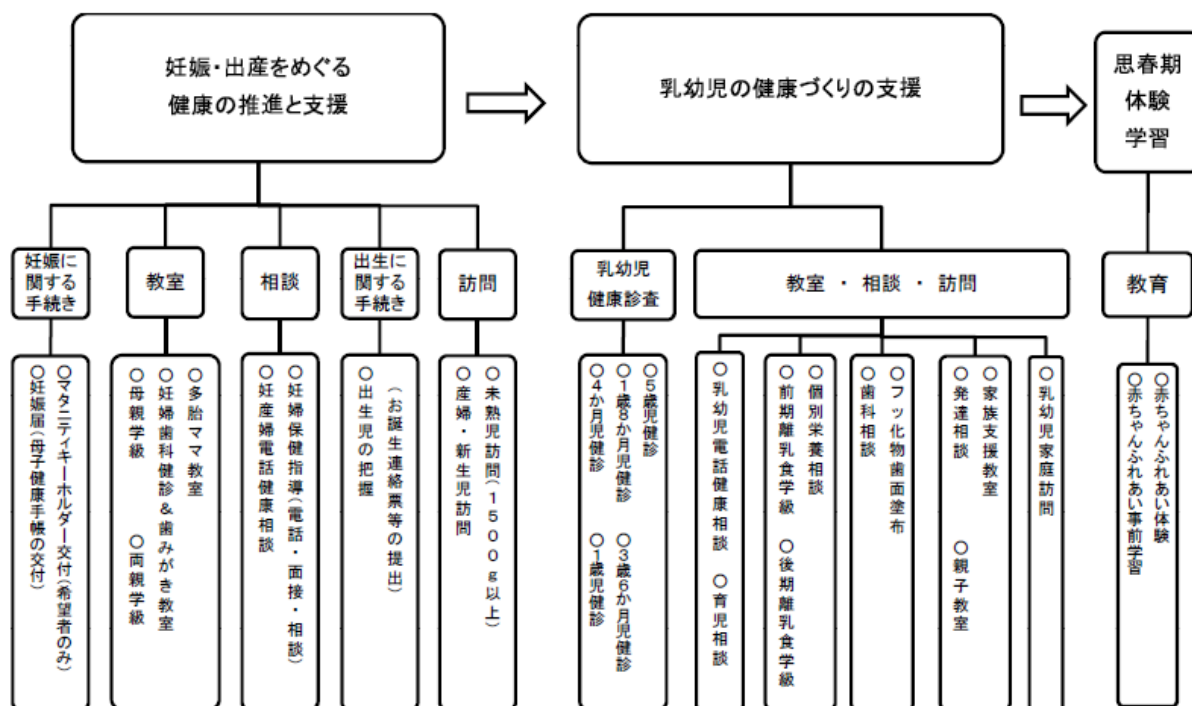 妊娠・出産をめぐる
健康の推進と支援
乳幼児の健康づくりの支援
思春期
体験
学習
妊娠に
関する
手続き
教室
相談
出生に
関する
手続き
訪問
乳幼児
健康診査
教室 ・ 相談 ・ 訪問
教育
○マタニティキーホルダー交付(希望者のみ)
○妊娠届(母子健康手帳の交付)
○多胎ママ教室
○妊婦歯科健診&歯みがき教室
○母親学級 ○両親学級
○妊婦保健指導(電話・面接・相談)
○妊産婦電話健康相談
(お誕生連絡票等の提出)
○出生児の把握
○未熟児訪問(1500g以上)
○産婦・新生児訪問
○5歳児健診
○1歳8か月児健診 ○3歳6か月児健診
○4か月児健診 ○1歳児健診
○乳幼児電話健康相談 ○育児相談
○個別栄養相談
○前期離乳食学級 ○後期離乳食学級
○フッ化物歯面塗布
○歯科相談
○家族支援教室
○発達相談 ○親子教室
○乳幼児家庭訪問
○赤ちゃんふれあい体験
○赤ちゃんふれあい事前学習